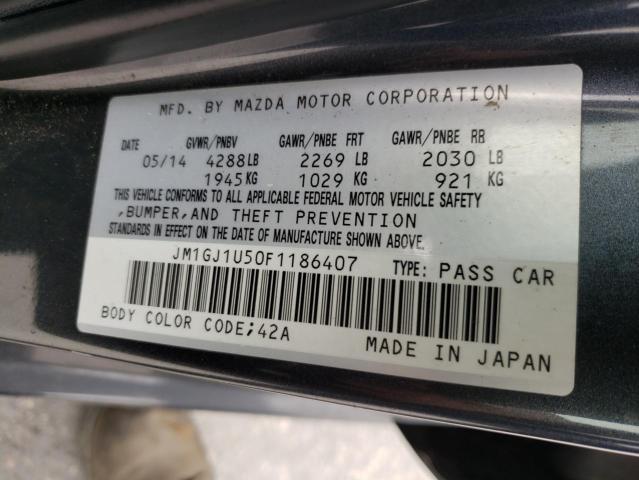 MFD. BY MAZDA MOTOR CORPORATION
DATE GVWR/PNBV GAWR/PNBE FRT GAWR/PNBE RR
05/14 4288LB 2269 LB 2030 LB
1945KG 1029 KG 921 KG
THIS VEHICLE CONFORMS TO ALL APPLICABLE FEDERAL MOTOR VEHICLE SAFETY
,BUMPER,AND THEFT PREVENTION
STANDARDS IN EFFECT ON THE DATE OF MANUFACTURE SHOWN ABOVE.
JM1GJ1U50F1186407 TYPE: PASS CAR
BODY COLOR CODE;42A MADE IN JAPAN